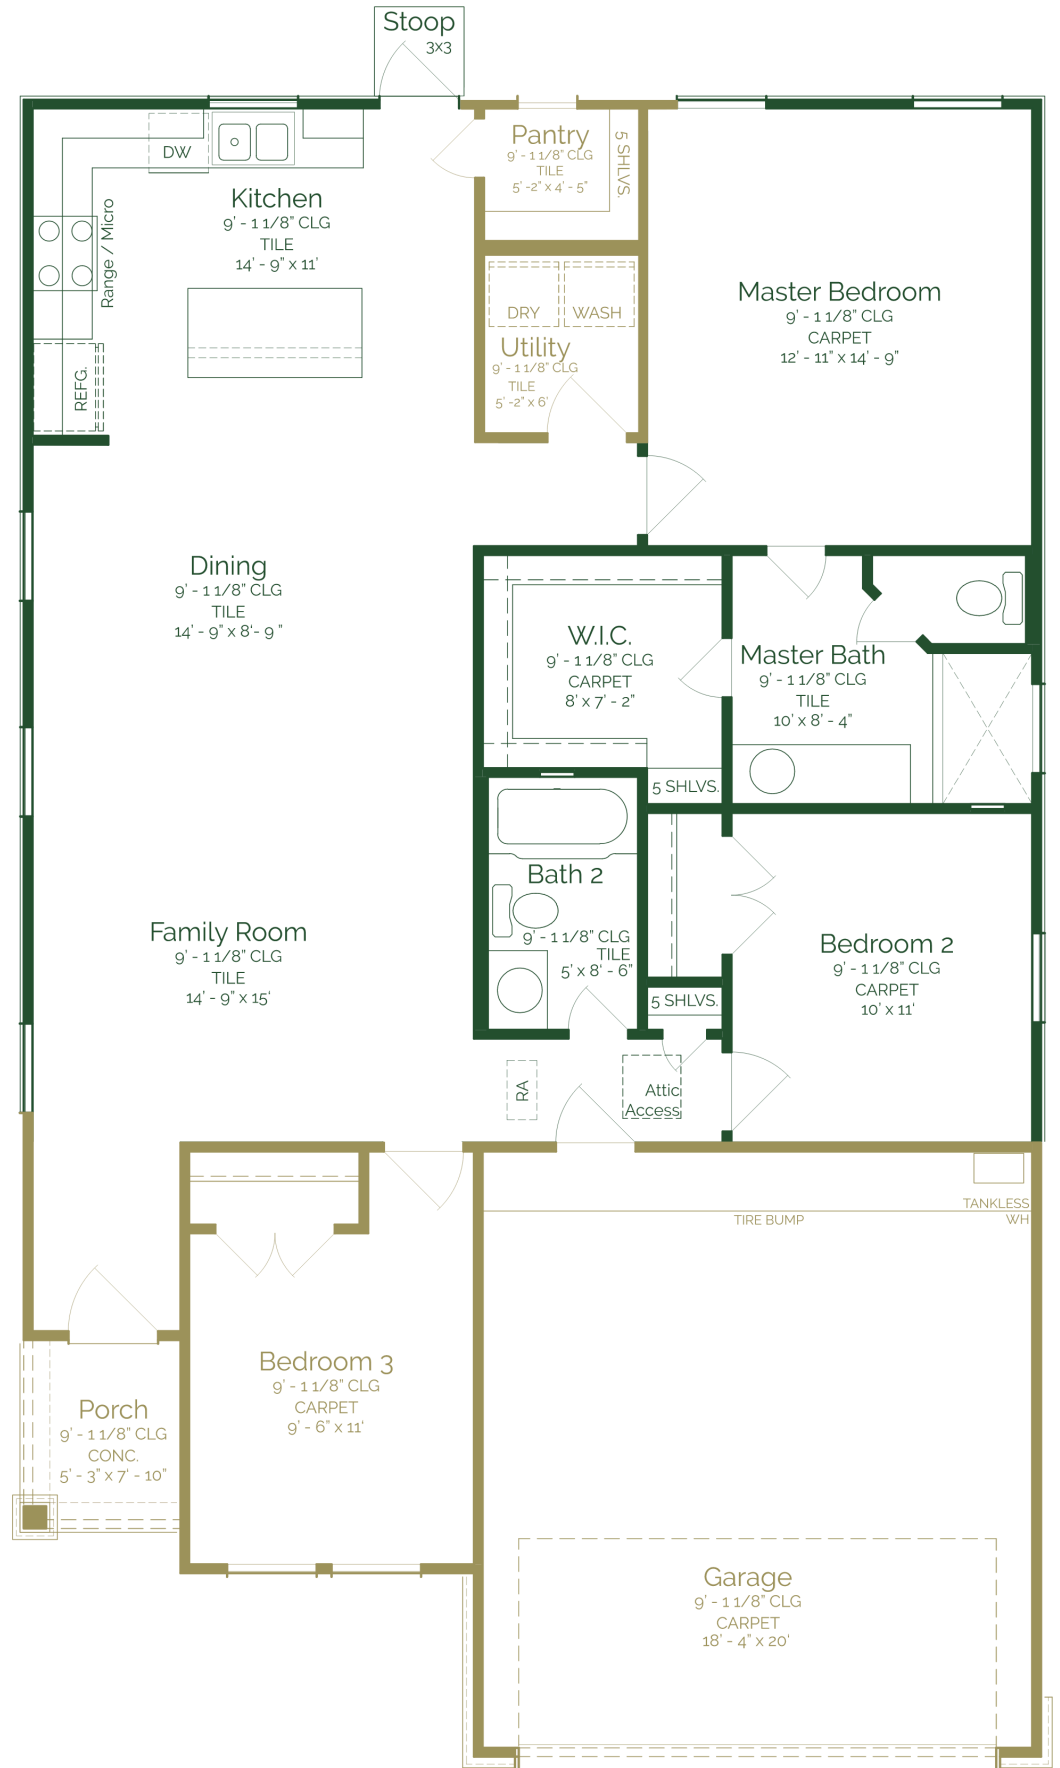 Stoop
3x3
Pantry
9' - 1 1/8" CLG
TILE
5' -2" x 4' - 5"
5 SHLVS.
DW
Kitchen
9' - 1 1/8" CLG
TILE
14' - 9" x 11'
Range / Micro
REFG.
DRY
WASH
Utility
9' - 1 1/8" CLG
TILE
5' -2" x 6'
Master Bedroom
9' - 1 1/8" CLG
CARPET
12' - 11" x 14' - 9"
Dining
9' - 1 1/8" CLG
TILE
14' - 9" x 8'- 9 "
W.I.C.
9' - 1 1/8" CLG
CARPET
8' x 7' - 2"
5 SHLVS.
Master Bath
9' - 1 1/8" CLG
TILE
10' x 8' - 4"
Bath 2
9' - 1 1/8" CLG
TILE
5' x 8' - 6"
Family Room
9' - 1 1/8" CLG
TILE
14' - 9" x 15'
Bedroom 2
9' - 1 1/8" CLG
CARPET
10' x 11'
5 SHLVS.
RA
Attic
Access
TANKLESS
WH
TIRE BUMP
Bedroom 3
9' - 1 1/8" CLG
CARPET
9' - 6" x 11'
Porch
9' - 1 1/8" CLG
CONC.
5' - 3" x 7' - 10"
Garage
9' - 1 1/8" CLG
CARPET
18' - 4" x 20'